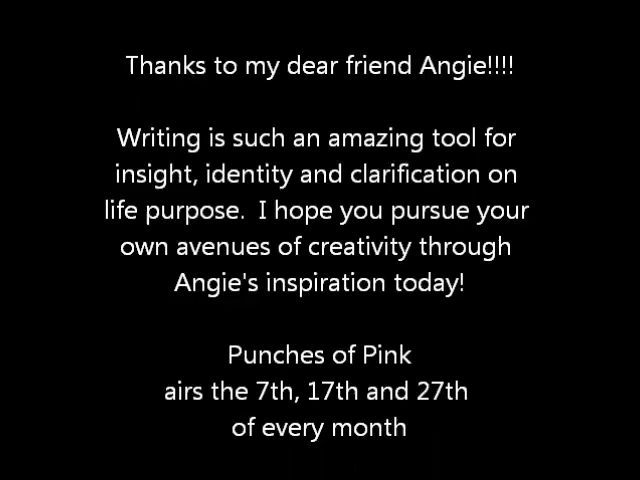 Thanks to my dear friend Angie!!!!
Writing is such an amazing tool for
insight, identity and clarification on
life purpose.  I hope you pursue your
own avenues of creativity through
Angie's inspiration today!
Punches of Pink
airs the 7th, 17th and 27th
of every month